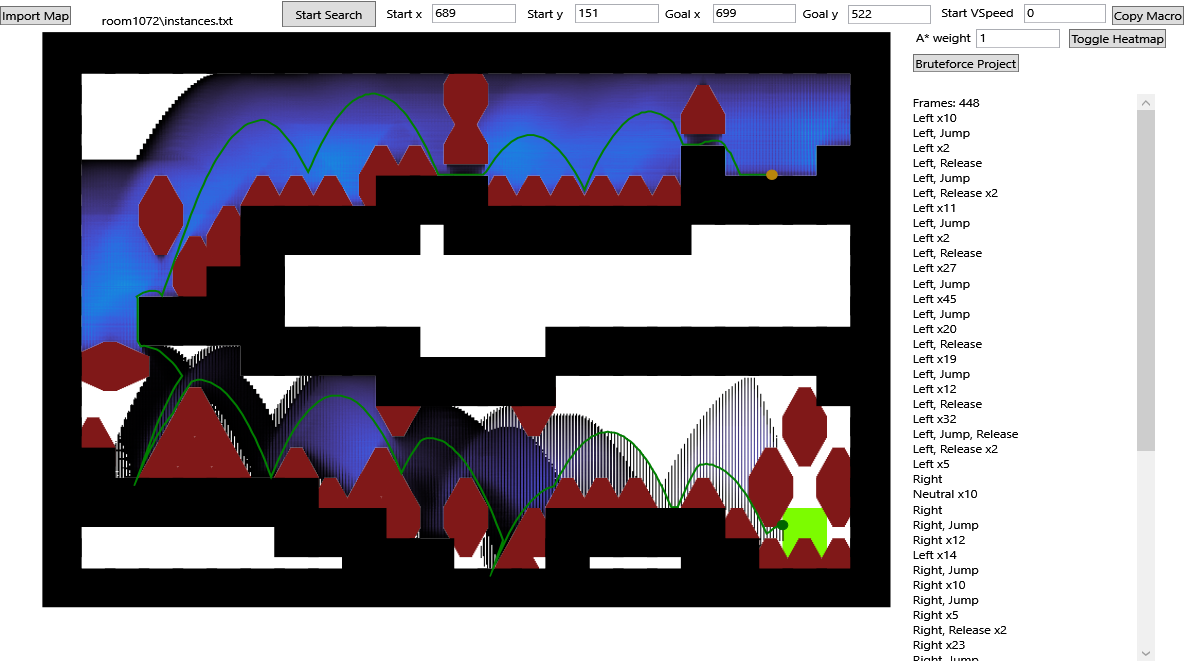 Import Map
room1072\instances.txt
Start Search
Start x 689
Start y 151
Goal x 699
Goal y 522
Start VSpeed 0
Copy Macro
A* weight 1
Toggle Heatmap
Bruteforce Project
Frames: 448
Left x10
Left, Jump
Left x2
Left, Release
Left, Jump
Left, Release x2
Left x11
Left, Jump
Left x2
Left, Release
Left x27
Left, Jump
Left x45
Left, Jump
Left x20
Left, Release
Left x19
Left, Jump
Left x12
Left, Release
Left x32
Left, Jump, Release
Left, Release x2
Left x5
Right
Neutral x10
Right
Right, Jump
Right x12
Left x14
Right, Jump
Right x10
Right, Jump
Right x5
Right, Release x2
Right x23
Right, Jump